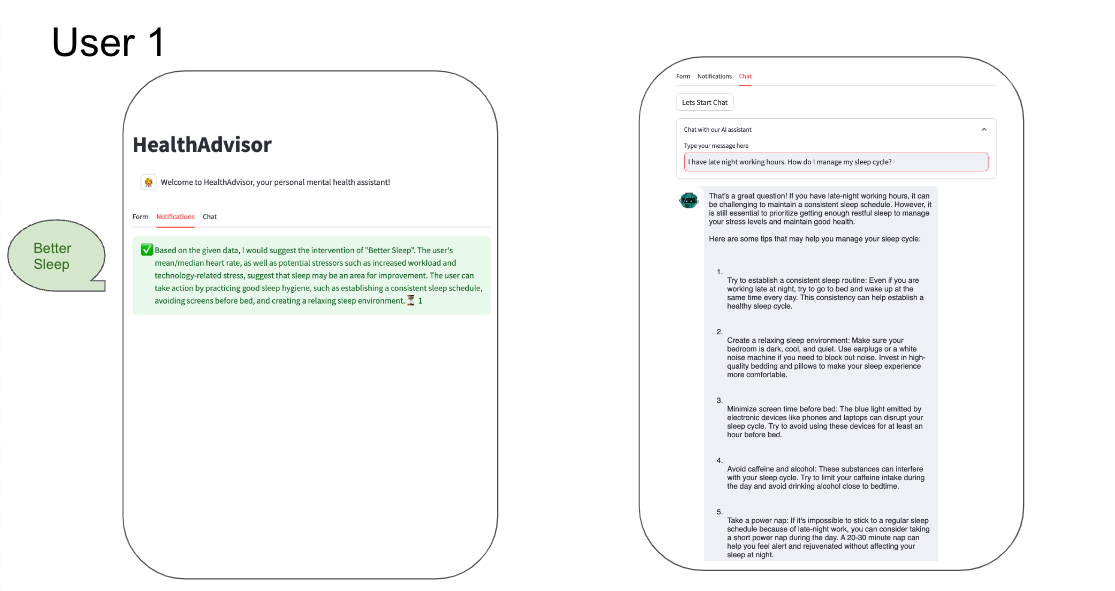 User 1
Better
Sleep
HealthAdvisor
Welcome to HealthAdvisor, your personal mental health assistant!
Form Notifications Chat
Based on the given data, I would suggest the intervention of "Better Sleep". The user's
mean/median heart rate, as well as potential stressors such as increased workload and
technology-related stress, suggest that sleep may be an area for improvement. The user can
take action by practicing good sleep hygiene, such as establishing a consistent sleep schedule,
avoiding screens before bed, and creating a relaxing sleep environment. ⏳ 1
Form Notifications Chat
Lets Start Chat
Chat with our AI assistant
Type your message here
I have late night working hours. How do I manage my sleep cycle?
That's a great question! If you have late-night working hours, it can
be challenging to maintain a consistent sleep schedule. However, it
is still essential to prioritize getting enough restful sleep to manage
your stress levels and maintain good health.
Here are some tips that may help you manage your sleep cycle:
1.
Try to establish a consistent sleep routine: Even if you are
working late at night, try to go to bed and wake up at the
same time every day. This consistency can help establish a
healthy sleep cycle.
2.
Create a relaxing sleep environment: Make sure your
bedroom is dark, cool, and quiet. Use earplugs or a white
noise machine if you need to block out noise. Invest in high-
quality bedding and pillows to make your sleep experience
more comfortable.
3.
Minimize screen time before bed: The blue light emitted by
electronic devices like phones and laptops can disrupt your
sleep cycle. Try to avoid using these devices for at least an
hour before bed.
4.
Avoid caffeine and alcohol: These substances can interfere
with your sleep cycle. Try to limit your caffeine intake during
the day and avoid drinking alcohol close to bedtime.
5.
Take a power nap: If it's impossible to stick to a regular sleep
schedule because of late-night work, you can consider taking
a short power nap during the day. A 20-30 minute nap can
help you feel alert and rejuvenated without affecting your
sleep at night.